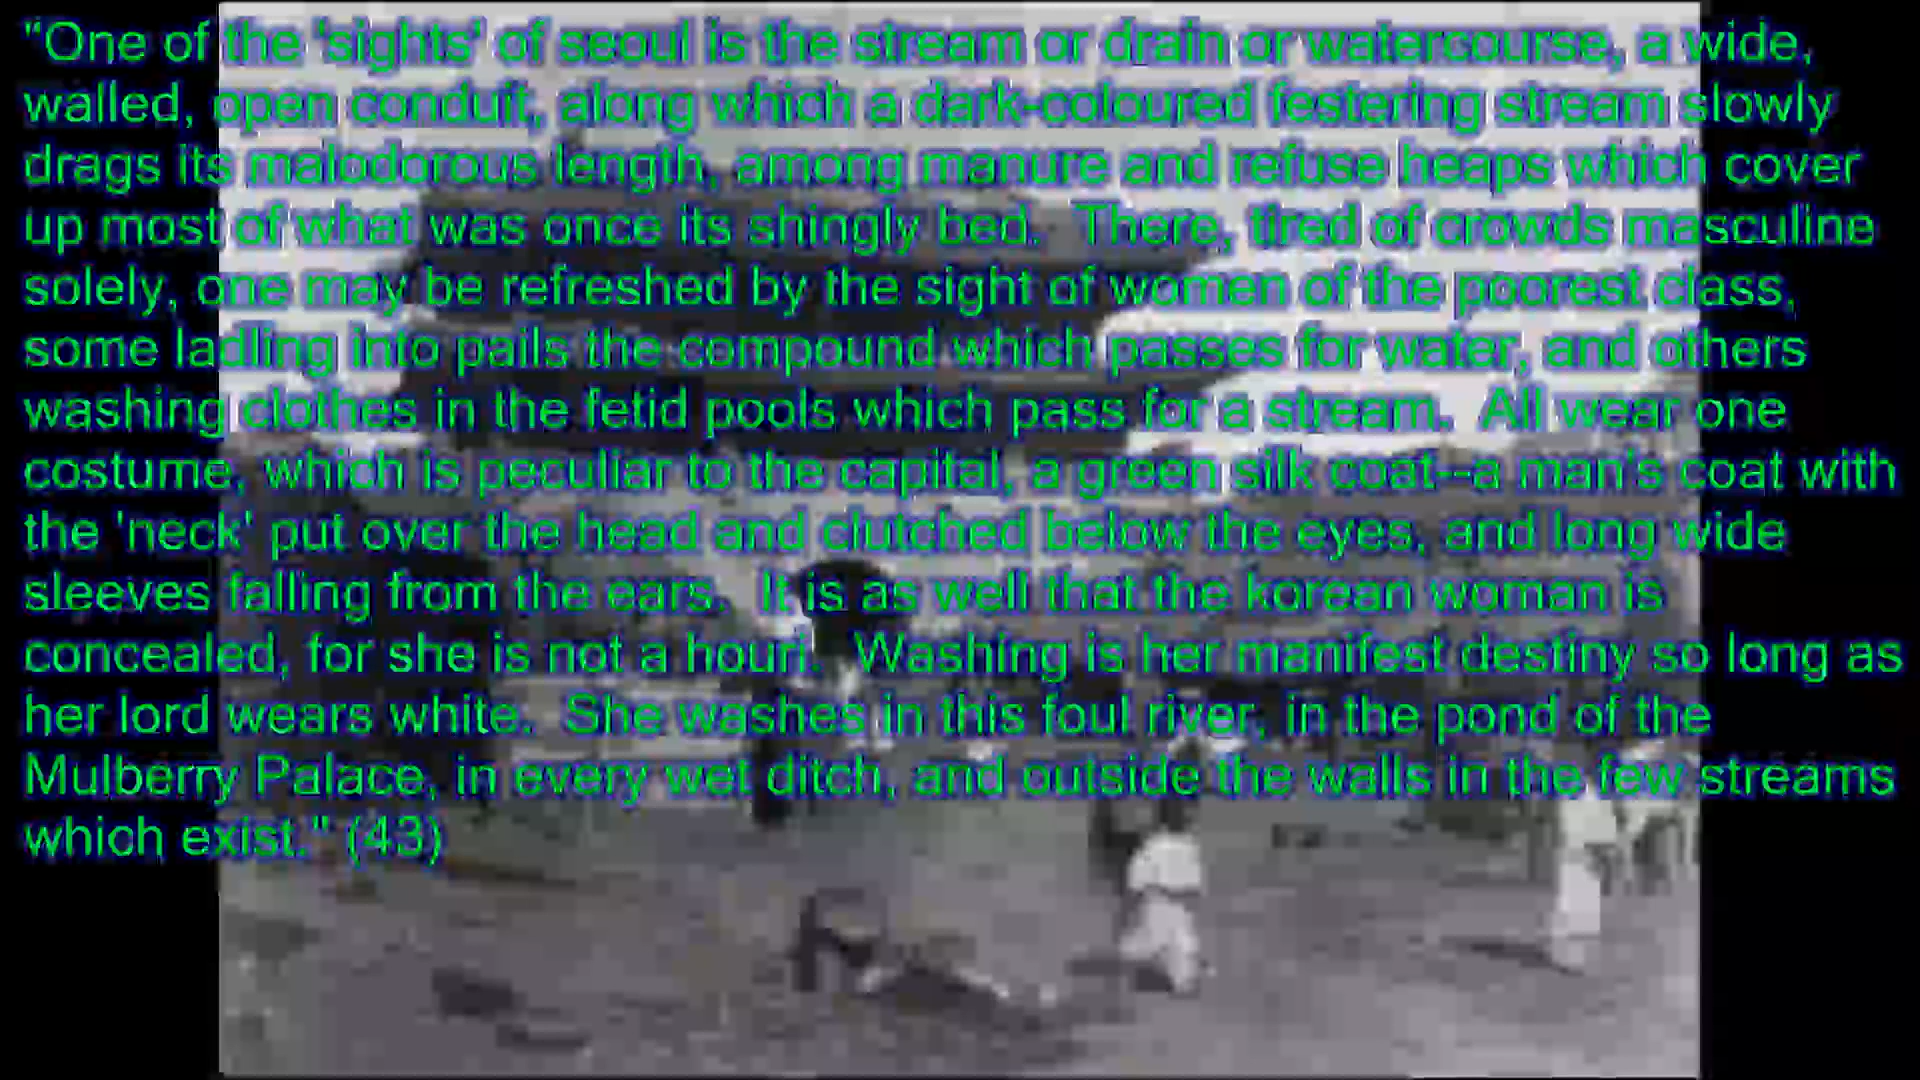 "One of the 'sights' of seoul is the stream or drain or watercourse, a wide,
walled, open conduit, along which a dark-coloured festering stream slowly
drags its malodorous length, among manure and refuse heaps which cover
up most of what was once its shingly bed.  There, tired of crowds masculine
solely, one may be refreshed by the sight of women of the poorest class,
some ladling into pails the compound which passes for water, and others
washing clothes in the fetid pools which pass for a stream.  All wear one
costume, which is peculiar to the capital, a green silk coat--a man's coat with
the 'neck' put over the head and clutched below the eyes, and long wide
sleeves falling from the ears.  It is as well that the korean woman is
concealed, for she is not a houri.  Washing is her manifest destiny so long as
her lord wears white.  She washes in this foul river, in the pond of the
Mulberry Palace, in every wet ditch, and outside the walls in the few streams
which exist." (43)